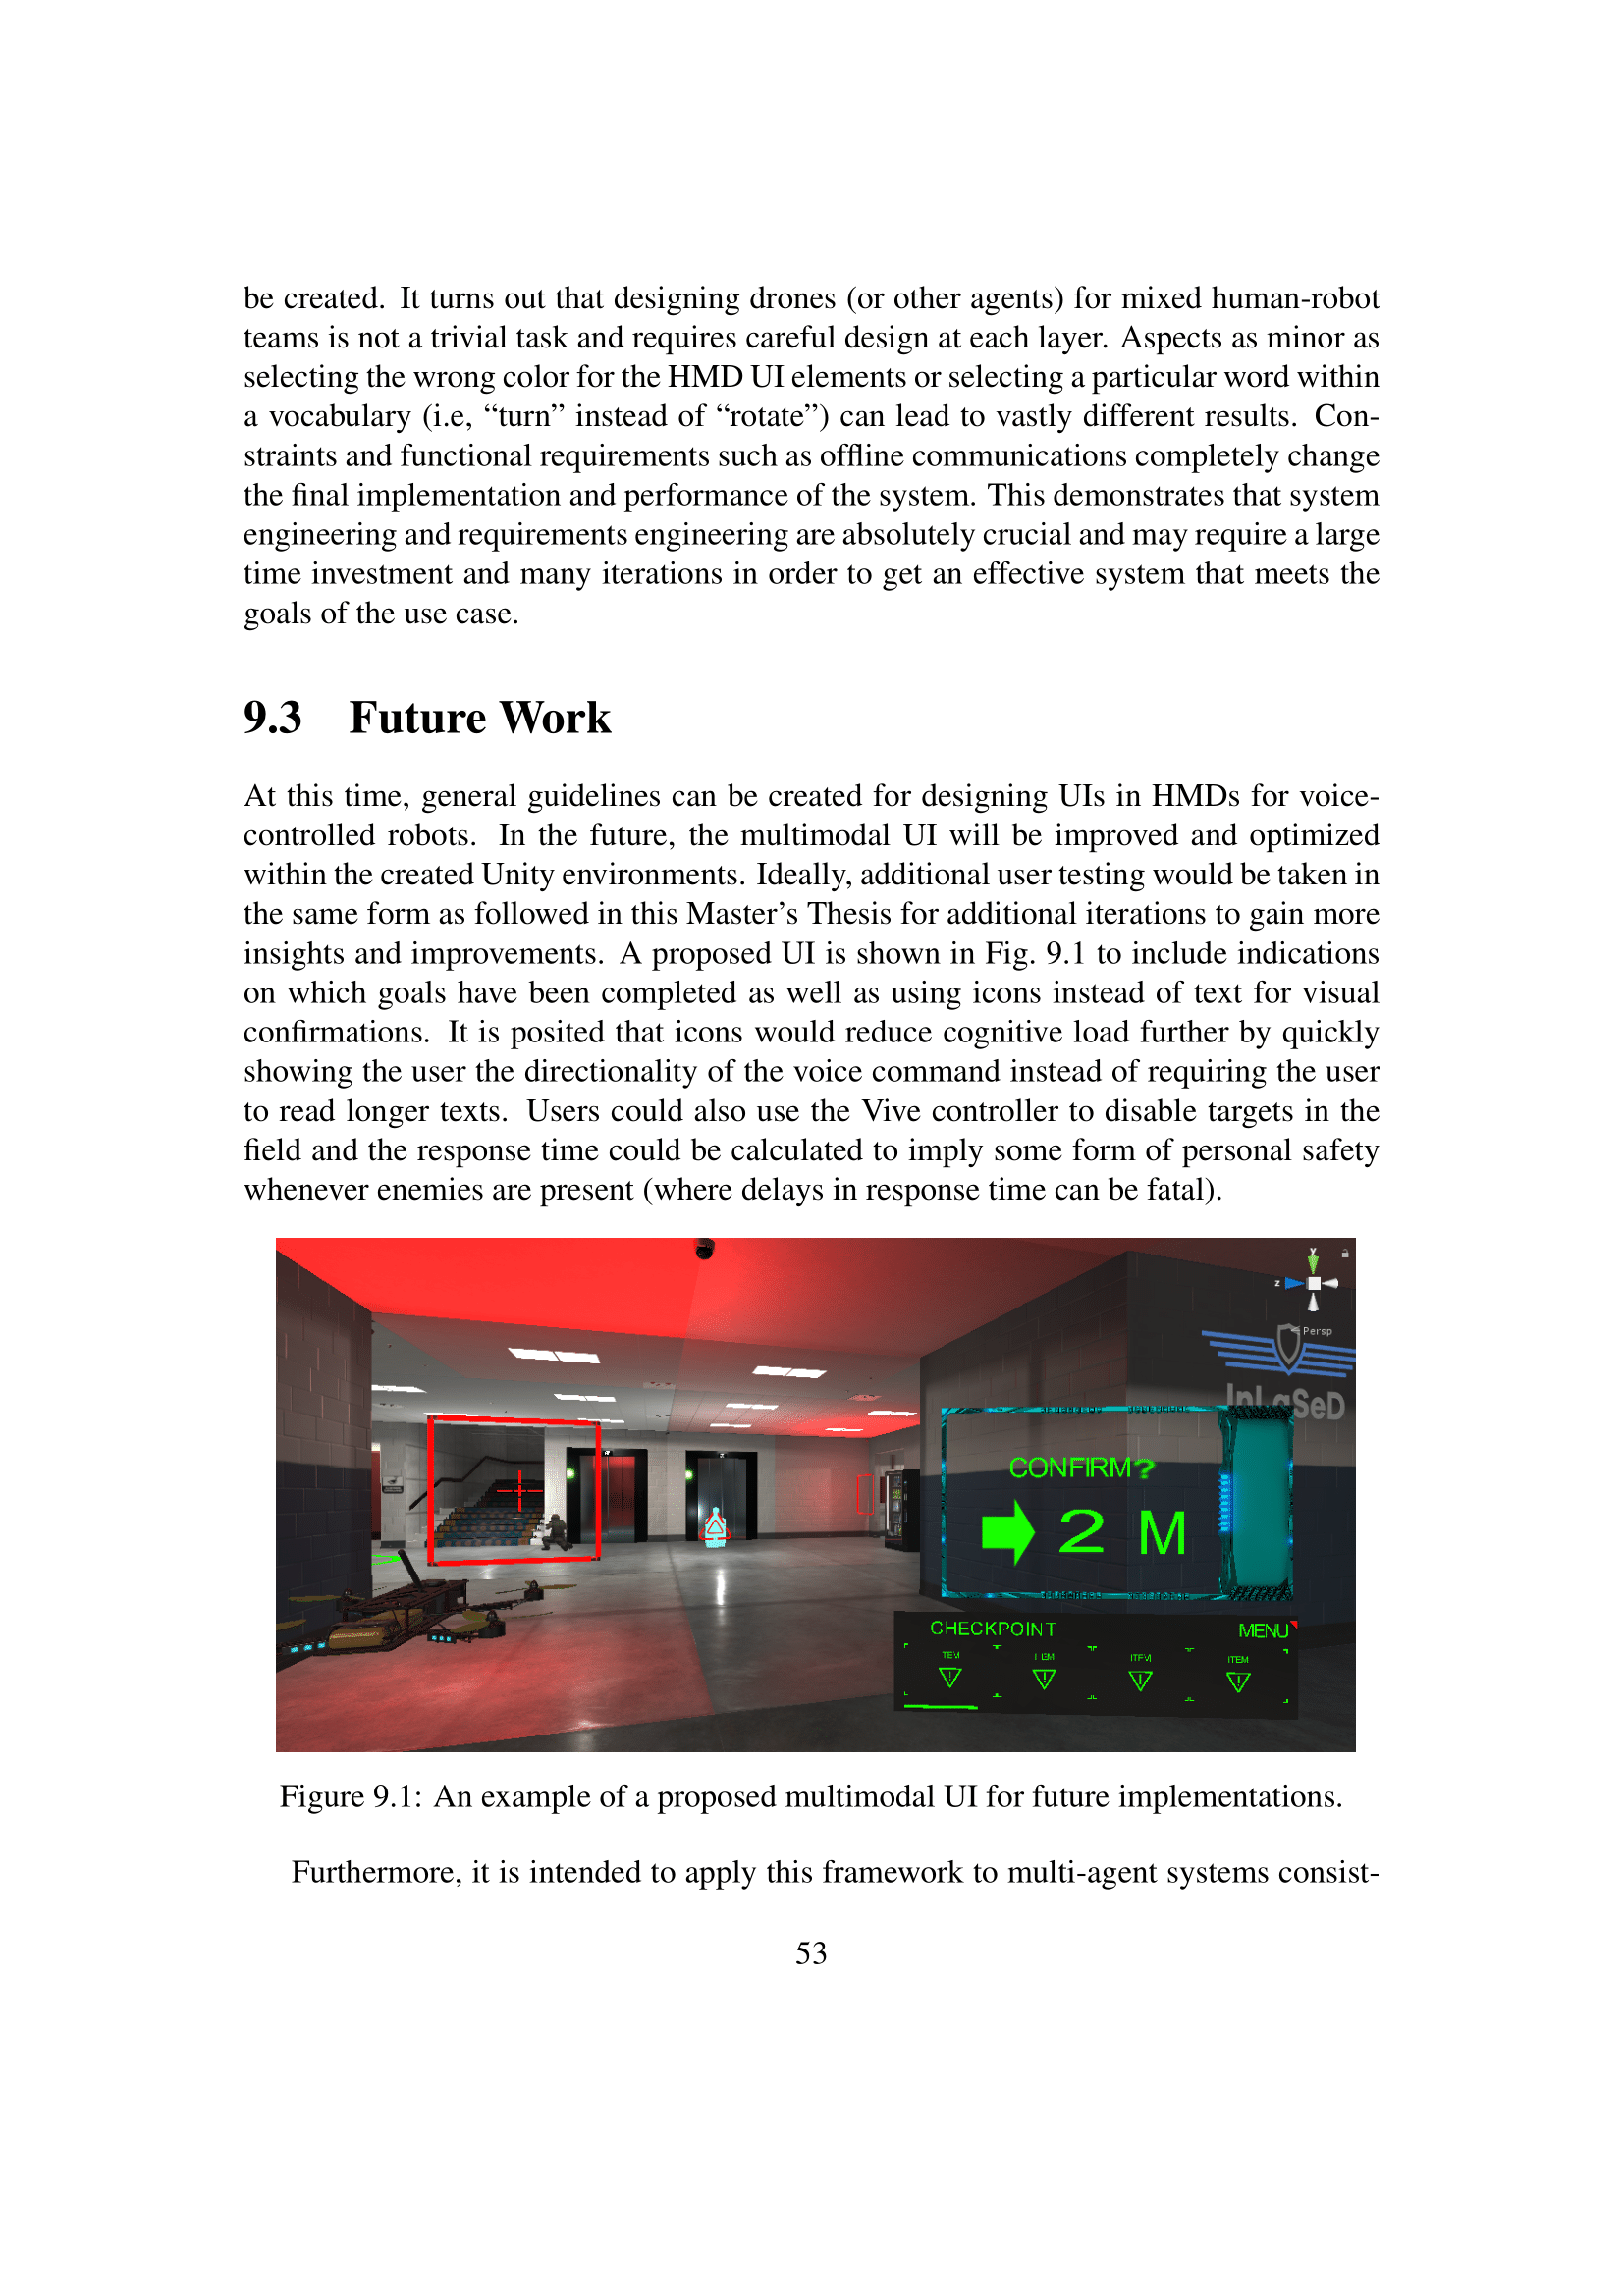 be created. It turns out that designing drones (or other agents) for mixed human-robot
teams is not a trivial task and requires careful design at each layer. Aspects as minor as
selecting the wrong color for the HMD UI elements or selecting a particular word within
a vocabulary (i.e, “turn” instead of “rotate”) can lead to vastly different results. Con-
straints and functional requirements such as offline communications completely change
the final implementation and performance of the system. This demonstrates that system
engineering and requirements engineering are absolutely crucial and may require a large
time investment and many iterations in order to get an effective system that meets the
goals of the use case.
9.3 Future Work
At this time, general guidelines can be created for designing UIs in HMDs for voice-
controlled robots. In the future, the multimodal UI will be improved and optimized
within the created Unity environments. Ideally, additional user testing would be taken in
the same form as followed in this Master’s Thesis for additional iterations to gain more
insights and improvements. A proposed UI is shown in Fig. 9.1 to include indications
on which goals have been completed as well as using icons instead of text for visual
confirmations. It is posited that icons would reduce cognitive load further by quickly
showing the user the directionality of the voice command instead of requiring the user
to read longer texts. Users could also use the Vive controller to disable targets in the
field and the response time could be calculated to imply some form of personal safety
whenever enemies are present (where delays in response time can be fatal).
y
z
Persp
InLaSeD
CONFIRM?
2 M
CHECKPOINT MENU
ITEM ITEM ITEM ITEM
Figure 9.1: An example of a proposed multimodal UI for future implementations.
Furthermore, it is intended to apply this framework to multi-agent systems consist-
53